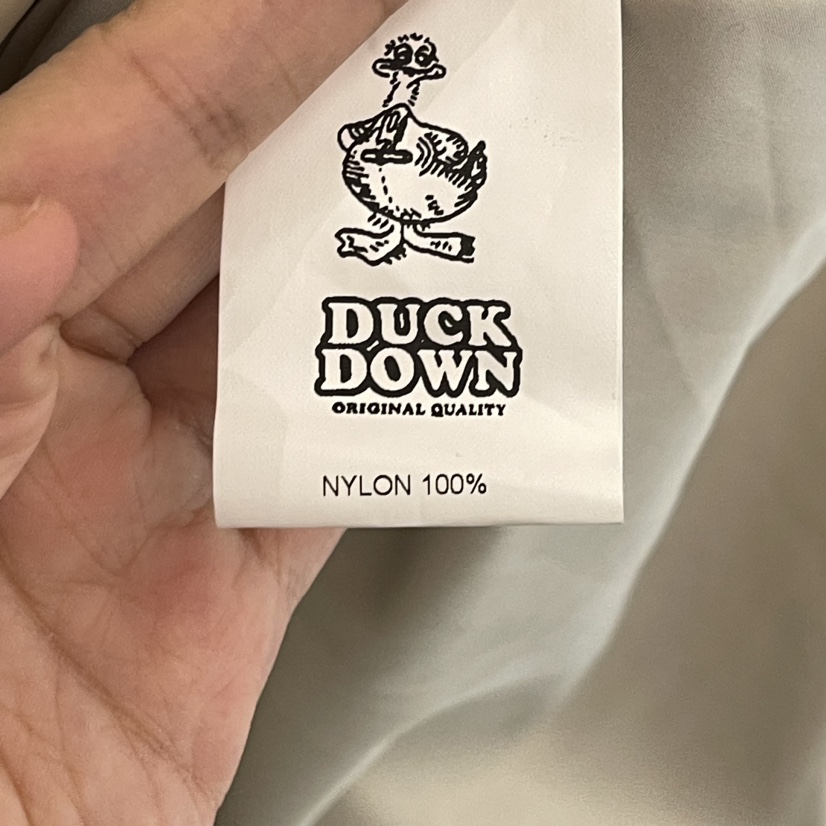 DUCK
DOWN
ORIGINAL QUALITY
NYLON 100%